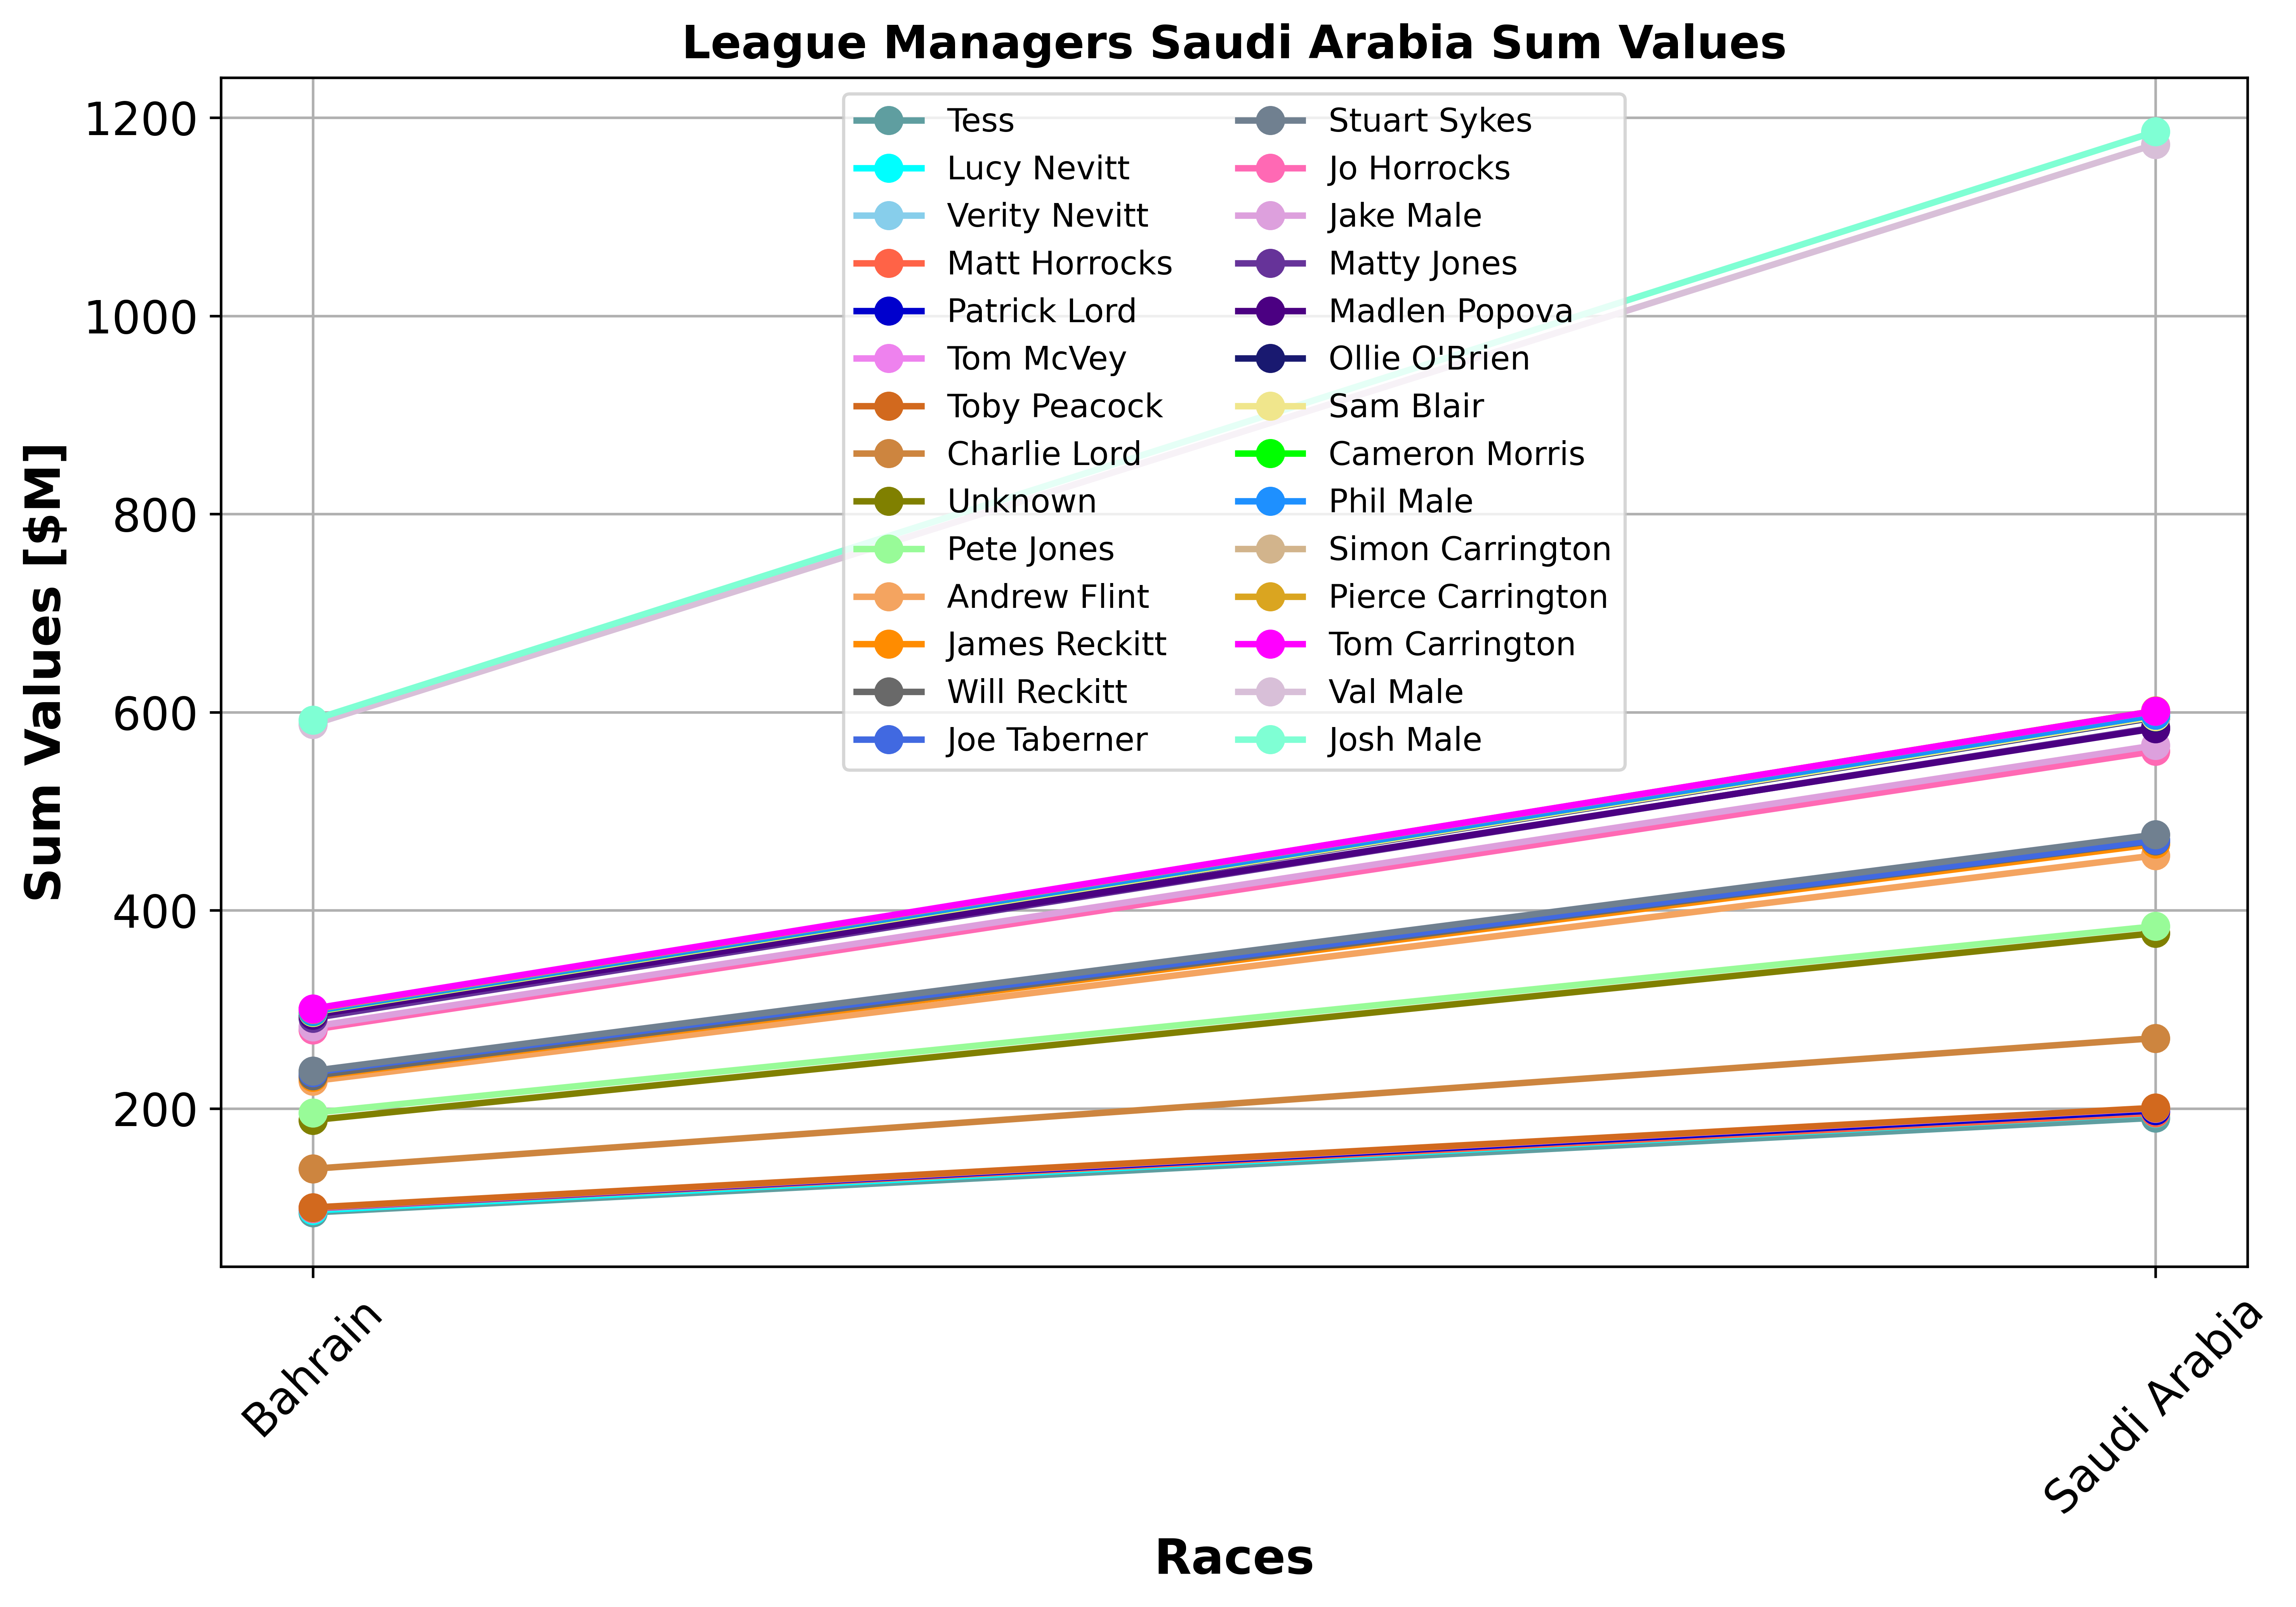 League Managers Saudi Arabia Sum Values
Sum Values [$M]
1200
1000
800
600
400
200
Tess
Lucy Nevitt
Verity Nevitt
Matt Horrocks
Patrick Lord
Tom McVey
Toby Peacock
Charlie Lord
Unknown
Pete Jones
Andrew Flint
James Reckitt
Will Reckitt
Joe Taberner
Stuart Sykes
Jo Horrocks
Jake Male
Matty Jones
Madlen Popova
Ollie O'Brien
Sam Blair
Cameron Morris
Phil Male
Simon Carrington
Pierce Carrington
Tom Carrington
Val Male
Josh Male
Bahrain
Saudi Arabia
Races